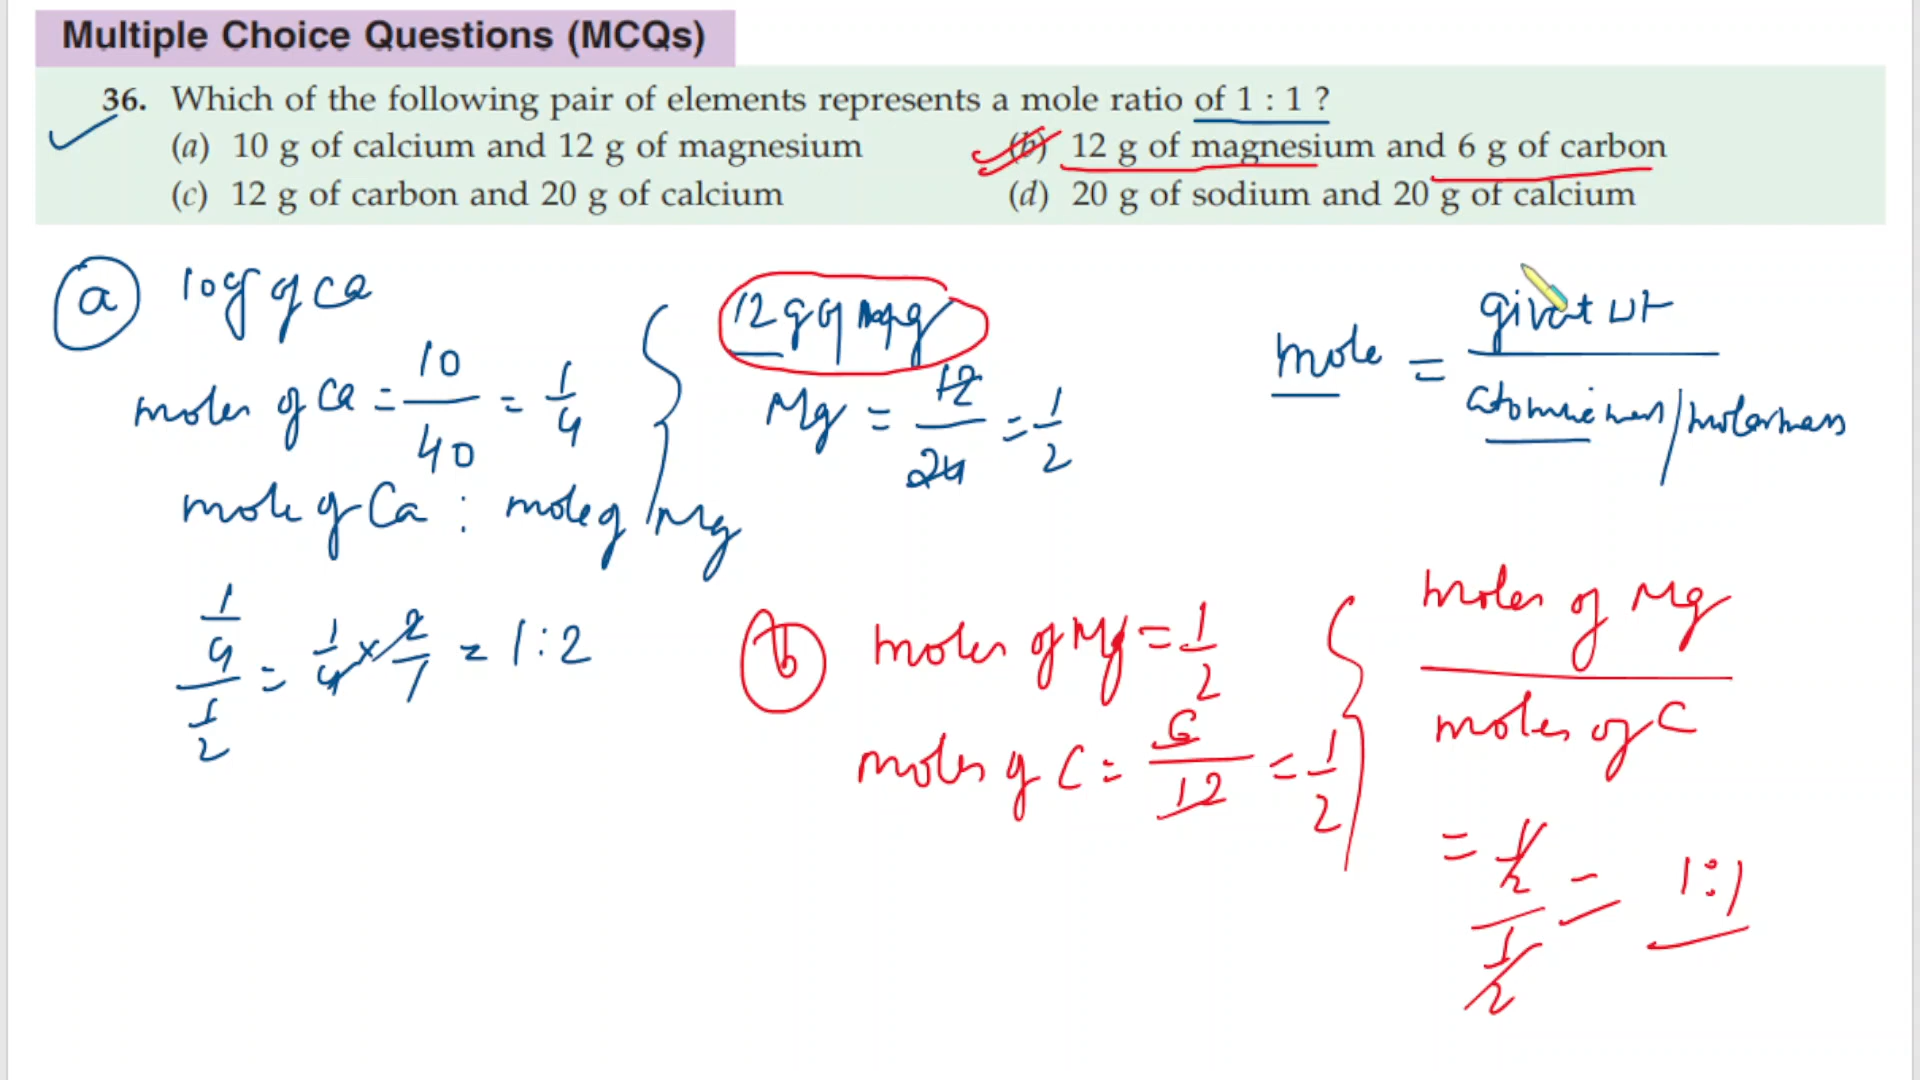 Multiple Choice Questions (MCQs)
36. Which of the following pair of elements represents a mole ratio of 1 : 1 ?
(a) 10 g of calcium and 12 g of magnesium
(b) 12 g of magnesium and 6 g of carbon
(c) 12 g of carbon and 20 g of calcium
(d) 20 g of sodium and 20 g of calcium
(a) 10g of Ca
moles of Ca = 10/40 = 1/4
12 g of Mg
Mg = 12/24 = 1/2
mole = wt / atomic mass/molar mass
mole of Ca : mole of Mg
1/4 / 1/2 = 1/4 × 2/1 = 1:2
(b) moles of Mg = 1/2
moles of C = 6/12 = 1/2
moles of Mg / moles of C
= 1/2 / 1/2 = 1:1